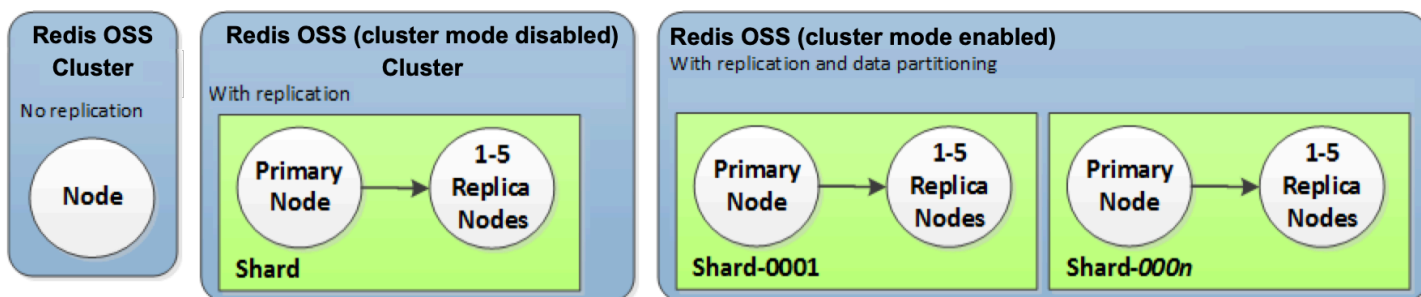 Redis OSS
Cluster
No replication
Node
Redis OSS (cluster mode disabled)
Cluster
With replication
Primary
Node
1-5
Replica
Nodes
Shard
Redis OSS (cluster mode enabled)
With replication and data partitioning
Primary
Node
1-5
Replica
Nodes
Shard-0001
Primary
Node
1-5
Replica
Nodes
Shard-000n